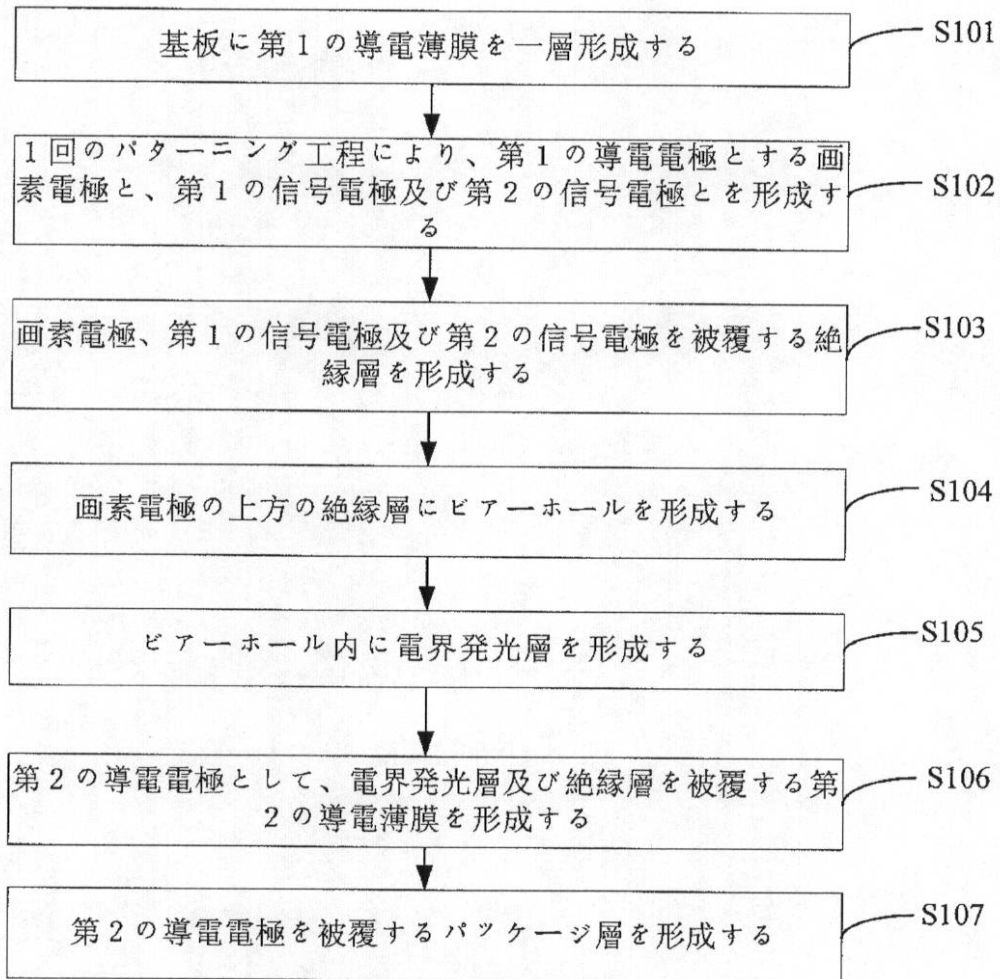 基板に第1の導電薄膜を一層形成する
S101
1回のパターニング工程により、第1の導電電極とする画
素電極と、第1の信号電極及び第2の信号電極とを形成す
る
S102
画素電極、第1の信号電極及び第2の信号電極を被覆する絶
縁層を形成する
S103
画素電極の上方の絶縁層にビアーホールを形成する
S104
ビアーホール内に電界発光層を形成する
S105
第2の導電電極として、電界発光層及び絶縁層を被覆する第
2の導電薄膜を形成する
S106
第2の導電電極を被覆するパッケージ層を形成する
S107